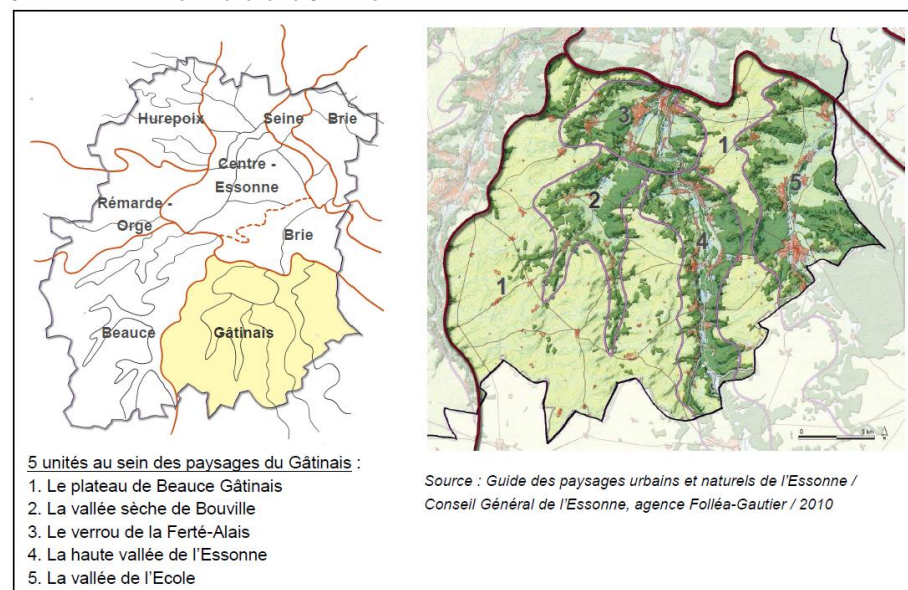 Hurepoix
Seine
Brie
Centre -
Essonne
Rémarde -
Orge
Brie
Beauce
Gâtinais
5 unités au sein des paysages du Gâtinais :
1. Le plateau de Beauce Gâtinais
2. La vallée sèche de Bouville
3. Le verrou de la Ferté-Alais
4. La haute vallée de l'Essonne
5. La vallée de l'Ecole
3
1
2
5
4
1
0 5 km
N
Source : Guide des paysages urbains et naturels de l'Essonne /
Conseil Général de l'Essonne, agence Folléa-Gautier / 2010